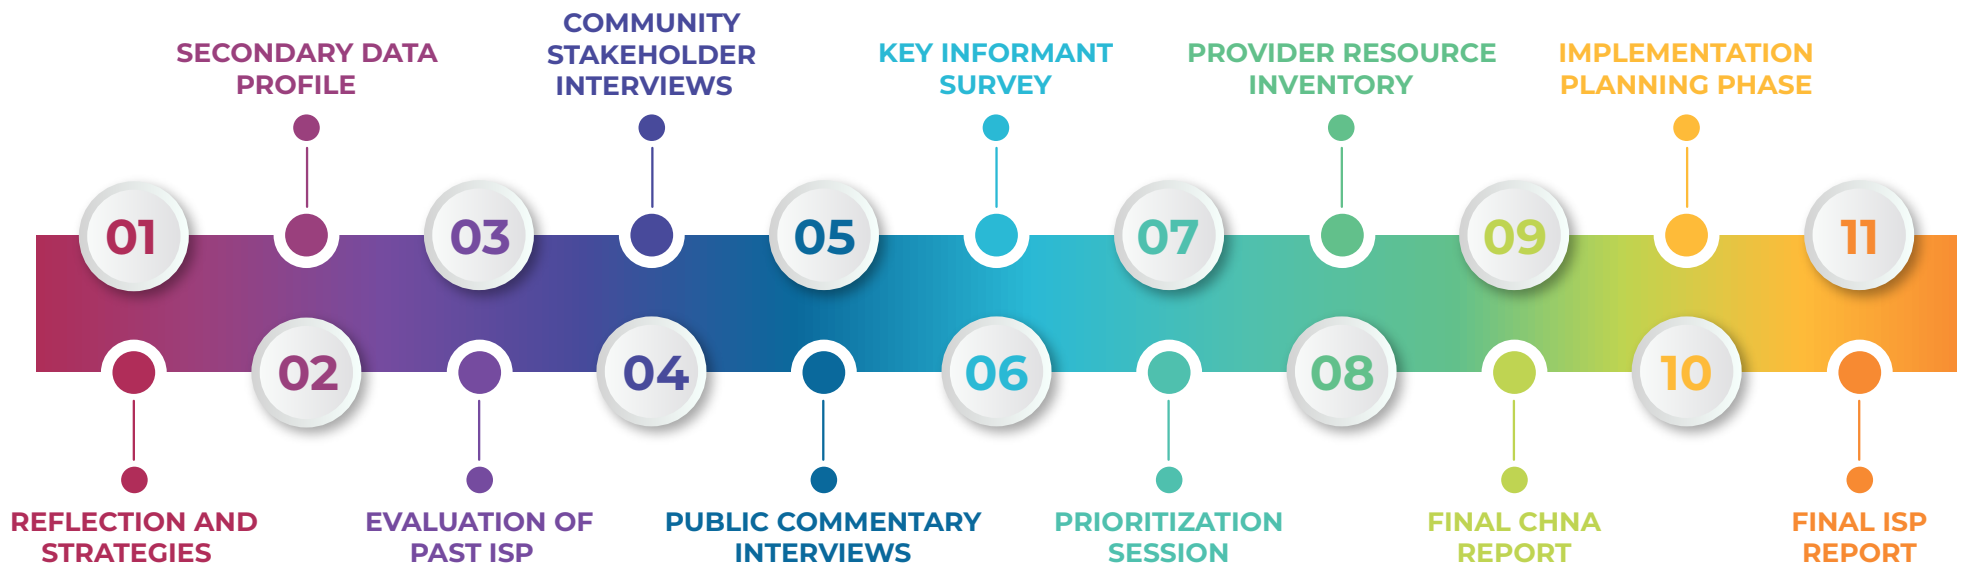 01
REFLECTION AND
STRATEGIES
SECONDARY DATA
PROFILE
02
03
EVALUATION OF
PAST ISP
COMMUNITY
STAKEHOLDER
INTERVIEWS
04
05
PUBLIC COMMENTARY
INTERVIEWS
KEY INFORMANT
SURVEY
06
07
PRIORITIZATION
SESSION
PROVIDER RESOURCE
INVENTORY
08
09
FINAL CHNA
REPORT
IMPLEMENTATION
PLANNING PHASE
10
11
FINAL ISP
REPORT